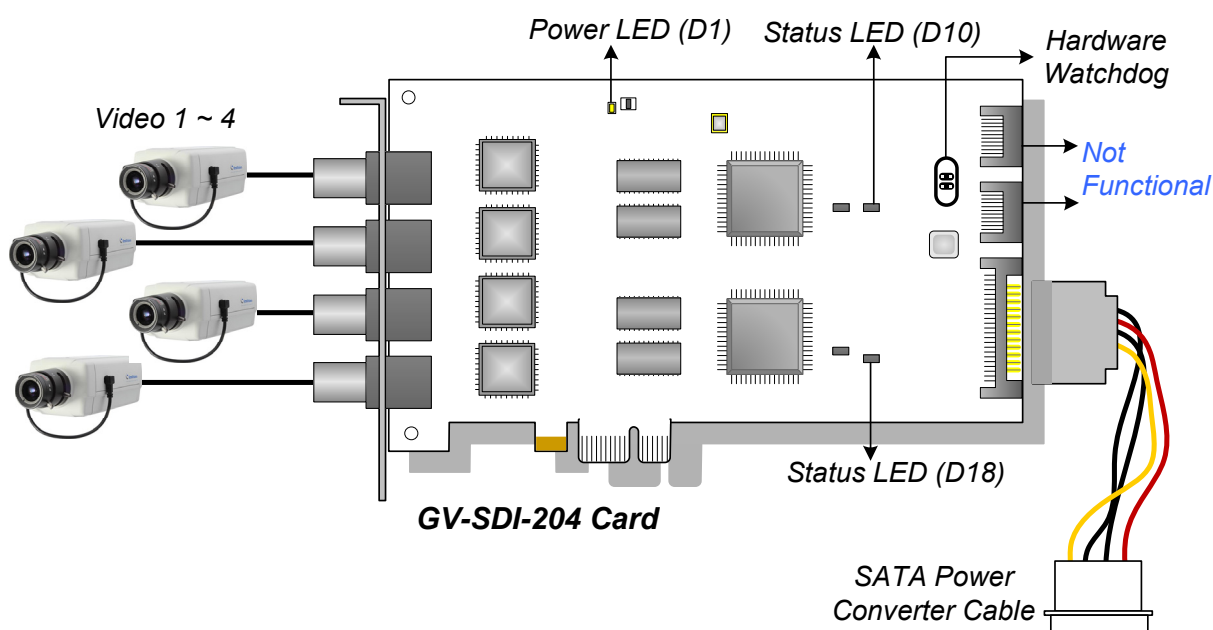 Power LED (D1)
Status LED (D10)
Hardware
Watchdog
Video 1 ~ 4
Not
Functional
Status LED (D18)
GV-SDI-204 Card
SATA Power
Converter Cable